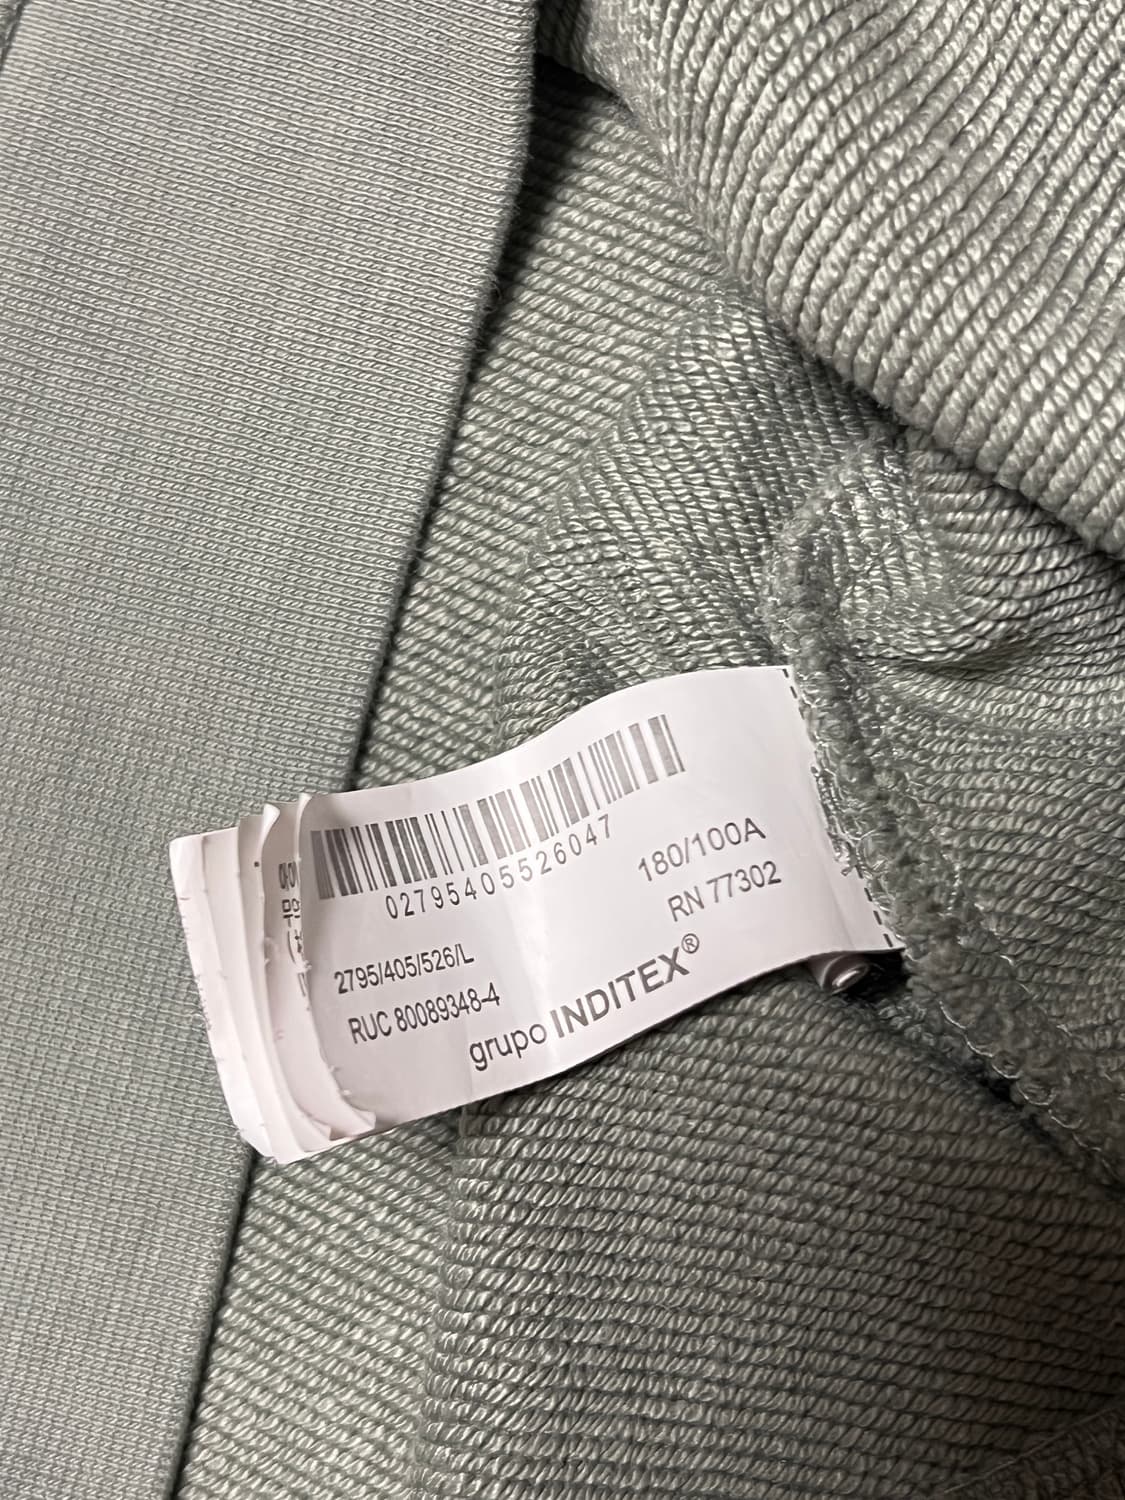 02795405526047
180/100A
RN 77302
2795/405/526/L
RUC 80089348-4
grupo INDITEX®